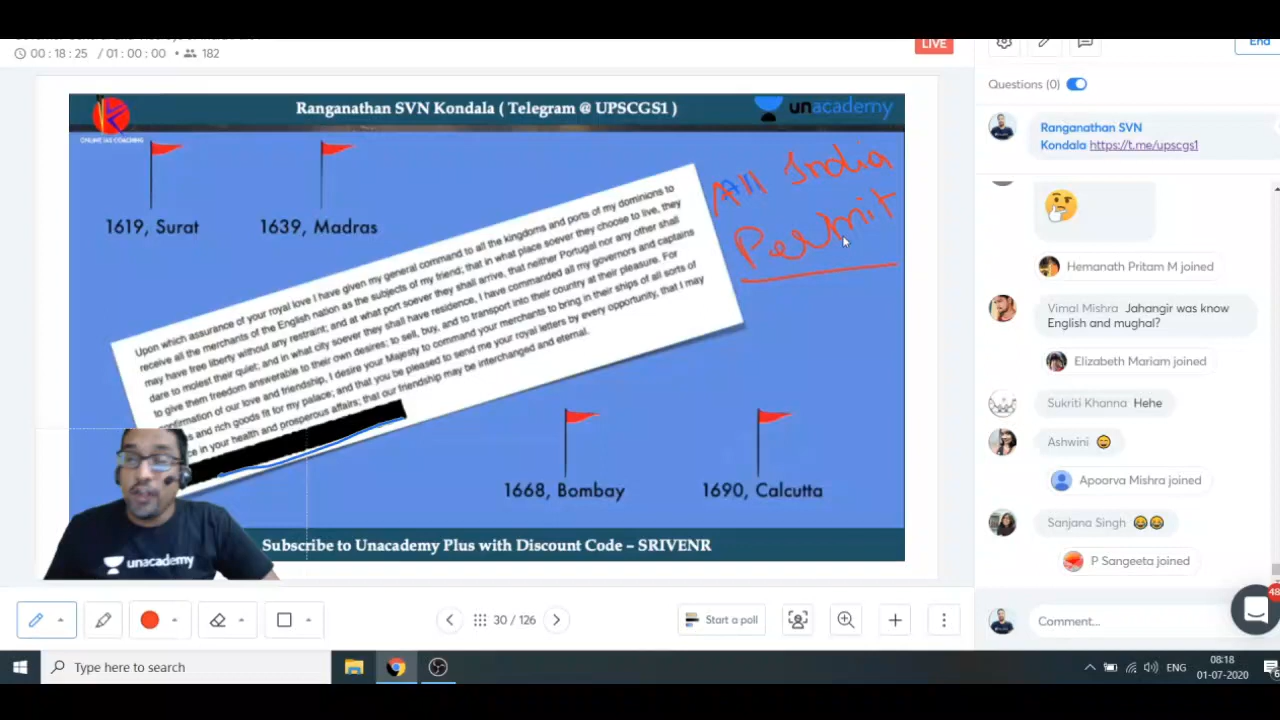 00 : 18 : 25 / 01 : 00 : 00 • 182
LIVE
End
Questions (0)
Ranganathan SVN Kondala ( Telegram @ UPSCGS1 )
unacademy
ONLINE IAS COACHING
1619, Surat
1639, Madras
All India
Permit
Upon which assurance of your royal love I have given my general command to all the kingdoms and ports of my dominions to
receive all the merchants of the English nation as the subjects of my friend; that in what place soever they choose to live, they
may have free liberty without any restraint; and at what port soever they shall arrive, that neither Portugal nor any other shall
dare to molest their quiet; and in what city soever they shall have residence, I have commanded all my governors and captains
to give them freedom answerable to their own desires; to sell, buy, and to transport into their country at their pleasure. For
confirmation of our love and friendship, I desire your Majesty to command your merchants to bring in their ships of all sorts of
and rich goods fit for my palace; and that you be pleased to send me your royal letters by every opportunity, that I may
in your health and prosperous affairs; that our friendship may be interchanged and eternal.
1668, Bombay
1690, Calcutta
unacademy
Subscribe to Unacademy Plus with Discount Code – SRIVENR
Ranganathan SVN
Kondala https://t.me/upscgs1
Hemanath Pritam M joined
Vimal Mishra Jahangir was know
English and mughal?
Elizabeth Mariam joined
Sukriti Khanna Hehe
Ashwini
Apoorva Mishra joined
Sanjana Singh
P Sangeeta joined
48
30 / 126
Start a poll
Comment...
Type here to search
ENG
08:18
01-07-2020